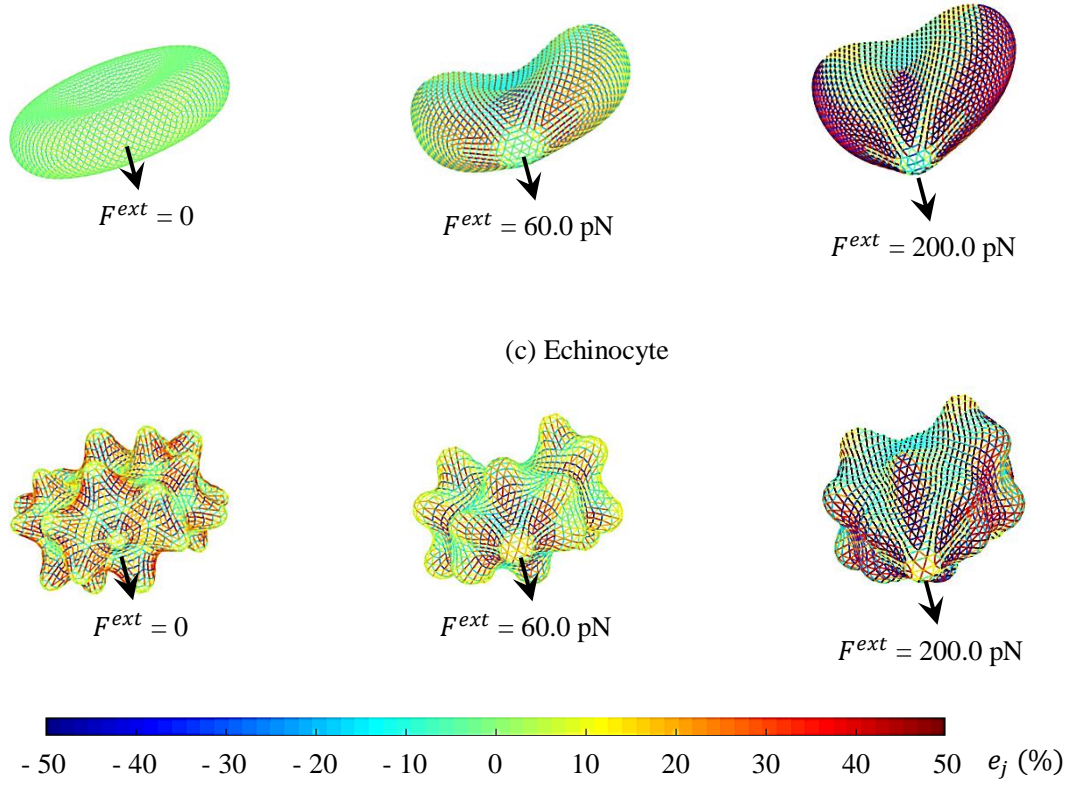 F^ext = 0
F^ext = 60.0 pN
F^ext = 200.0 pN
(c) Echinocyte
F^ext = 0
F^ext = 60.0 pN
F^ext = 200.0 pN
- 50 - 40 - 30 - 20 - 10 0 10 20 30 40 50 e_j (%)